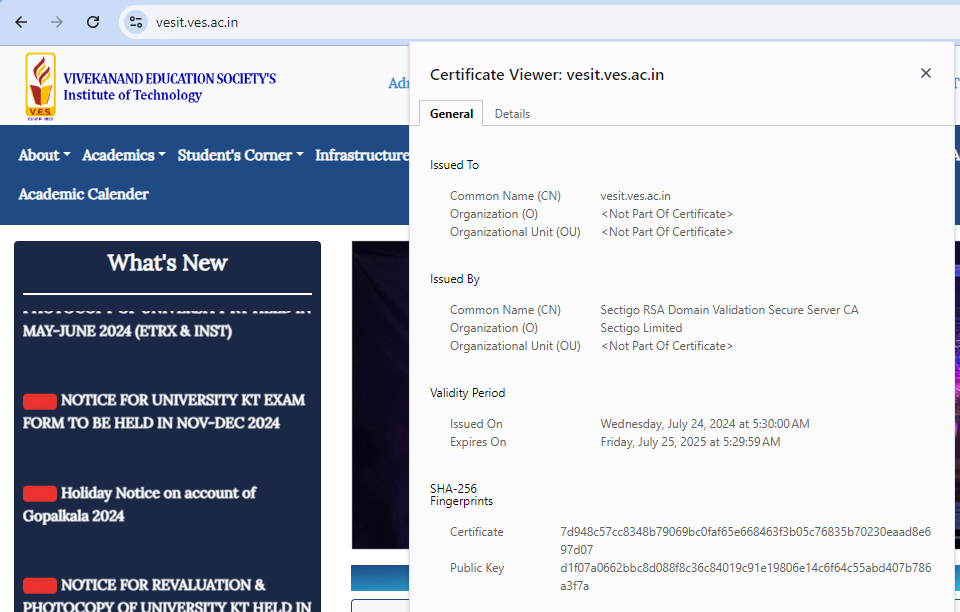 vesit.ves.ac.in
VIVEKANAND EDUCATION SOCIETY'S
Institute of Technology
V.E.S.
About
Academics
Student's Corner
Infrastructure
Academic Calender
What's New
MAY-JUNE 2024 (ETRX & INST)
NOTICE FOR UNIVERSITY KT EXAM
FORM TO BE HELD IN NOV-DEC 2024
Holiday Notice on account of
Gopalkala 2024
NOTICE FOR REVALUATION &
PHOTOCOPY OF UNIVERSITY KT HELD IN
Certificate Viewer: vesit.ves.ac.in
General
Details
Issued To
Common Name (CN) vesit.ves.ac.in
Organization (O) <Not Part Of Certificate>
Organizational Unit (OU) <Not Part Of Certificate>
Issued By
Common Name (CN) Sectigo RSA Domain Validation Secure Server CA
Organization (O) Sectigo Limited
Organizational Unit (OU) <Not Part Of Certificate>
Validity Period
Issued On Wednesday, July 24, 2024 at 5:30:00 AM
Expires On Friday, July 25, 2025 at 5:29:59 AM
SHA-256
Fingerprints
Certificate 7d948c57cc8348b79069bc0faf65e668463f3b05c76835b70230eaad8e6
97d07
Public Key d1f07a0662bbc8d088f8c36c84019c91e19806e14c6f64c55abd407b786
a3f7a